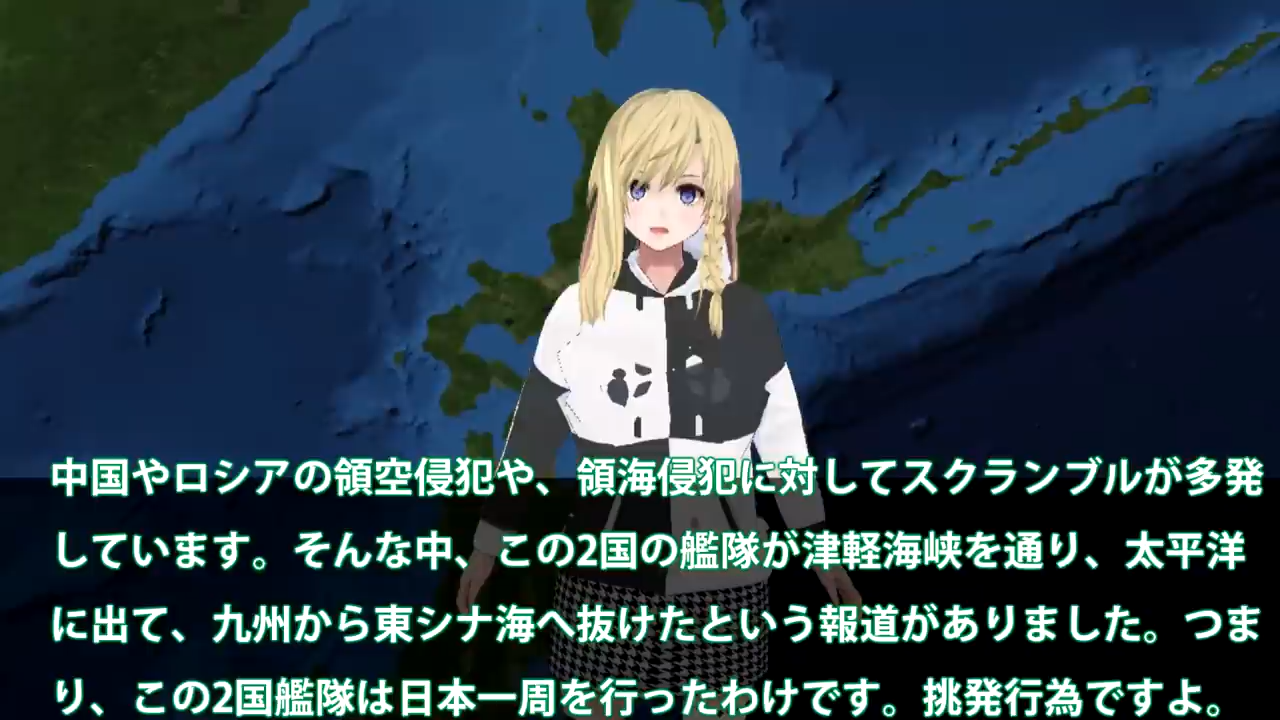 中国やロシアの領空侵犯や、領海侵犯に対してスクランブルが多発
しています。そんな中、この2国の艦隊が津軽海峡を通り、太平洋
に出て、九州から東シナ海へ抜けたという報道がありました。つま
り、この2国艦隊は日本一周を行ったわけです。挑発行為ですよ。